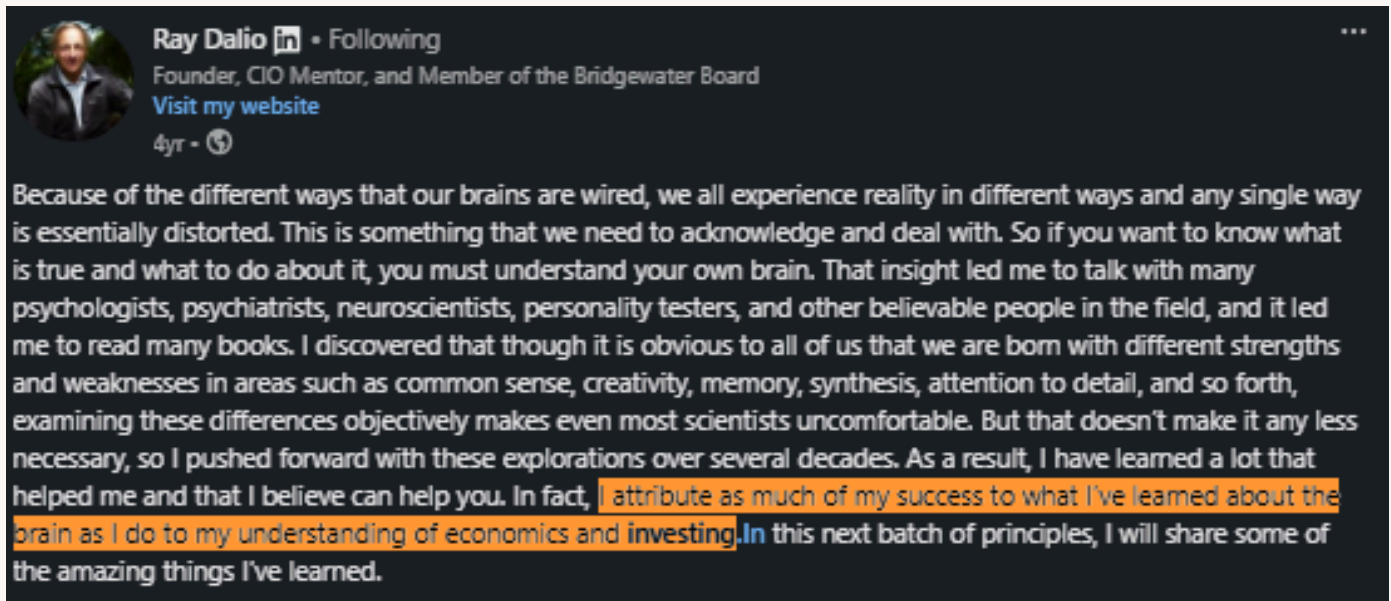 Ray Dalio in • Following
Founder, CIO Mentor, and Member of the Bridgewater Board
Visit my website
4yr •
Because of the different ways that our brains are wired, we all experience reality in different ways and any single way
is essentially distorted. This is something that we need to acknowledge and deal with. So if you want to know what
is true and what to do about it, you must understand your own brain. That insight led me to talk with many
psychologists, psychiatrists, neuroscientists, personality testers, and other believable people in the field, and it led
me to read many books. I discovered that though it is obvious to all of us that we are born with different strengths
and weaknesses in areas such as common sense, creativity, memory, synthesis, attention to detail, and so forth,
examining these differences objectively makes even most scientists uncomfortable. But that doesn't make it any less
necessary, so I pushed forward with these explorations over several decades. As a result, I have learned a lot that
helped me and that I believe can help you. In fact, I attribute as much of my success to what I've learned about the
brain as I do to my understanding of economics and investing.In this next batch of principles, I will share some of
the amazing things I've learned.